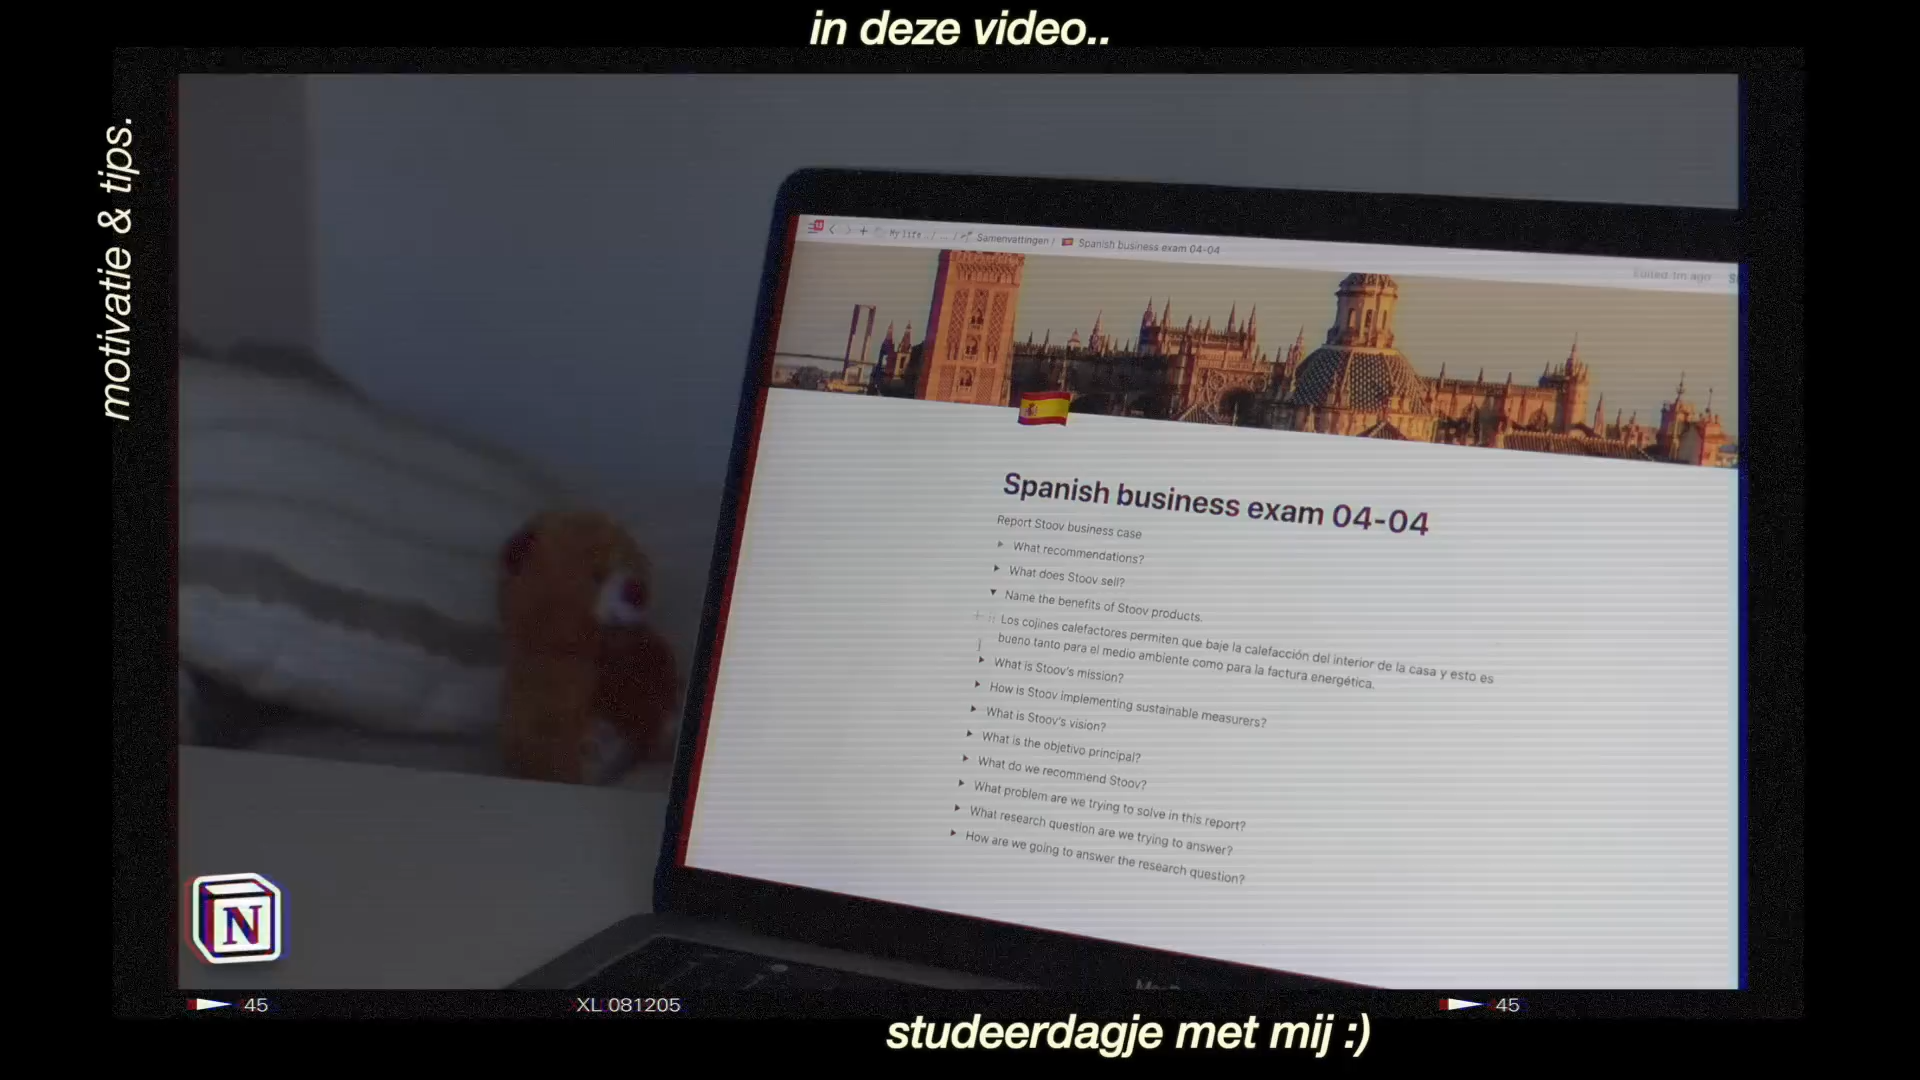 in deze video..
motivatie & tips.
My life / ... / Samenvattingen / Spanish business exam 04-04
Edited 1m ago
Spanish business exam 04-04
Report Stoov business case
What recommendations?
What does Stoov sell?
Name the benefits of Stoov products.
Los cojines calefactores permiten que baje la calefacción del interior de la casa y esto es
bueno tanto para el medio ambiente como para la factura energética.
What is Stoov's mission?
How is Stoov implementing sustainable measurers?
What is Stoov's vision?
What is the objetivo principal?
What do we recommend Stoov?
What problem are we trying to solve in this report?
What research question are we trying to answer?
How are we going to answer the research question?
N
45
XL 081205
45
studeerdagje met mij :)